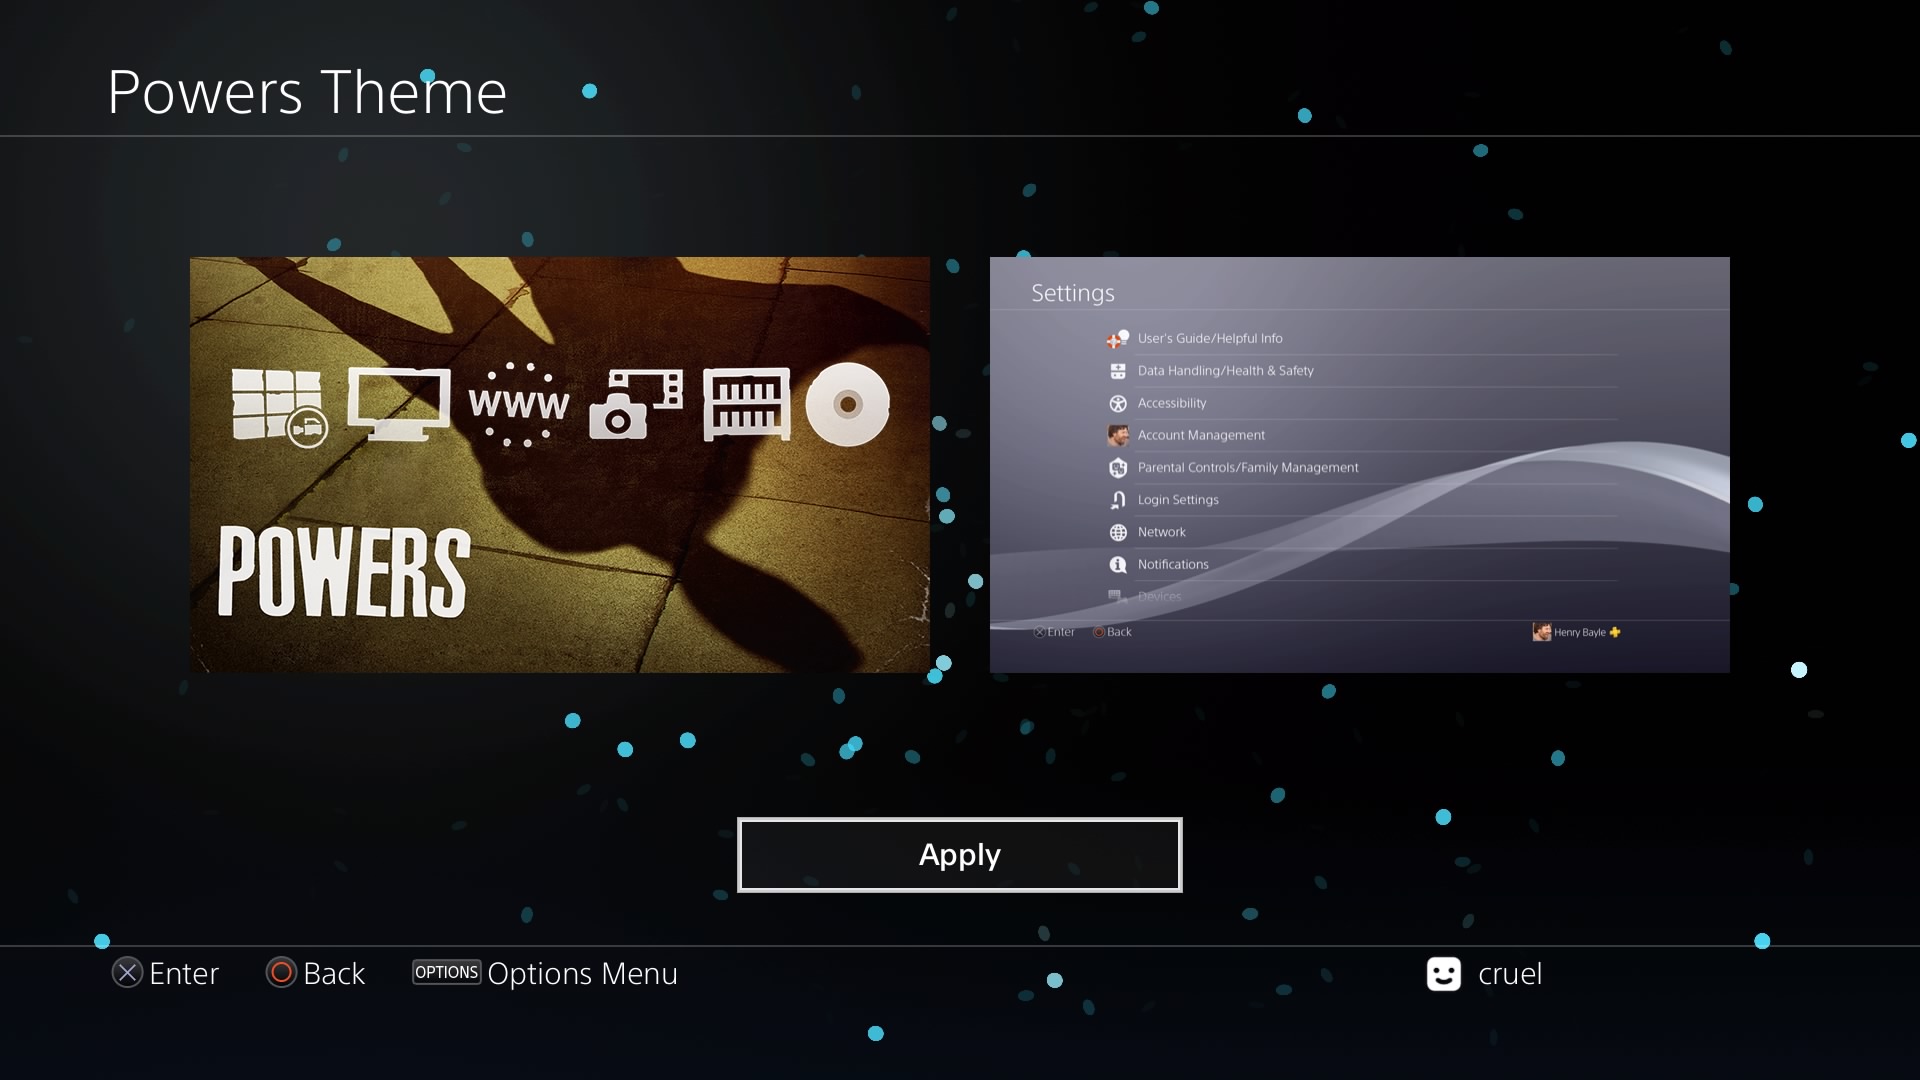 Powers Theme
www
POWERS
Settings
User's Guide/Helpful Info
Data Handling/Health & Safety
Accessibility
Account Management
Parental Controls/Family Management
Login Settings
Network
Notifications
Devices
Enter Back Henry Bayle
Apply
Enter Back OPTIONS Options Menu cruel